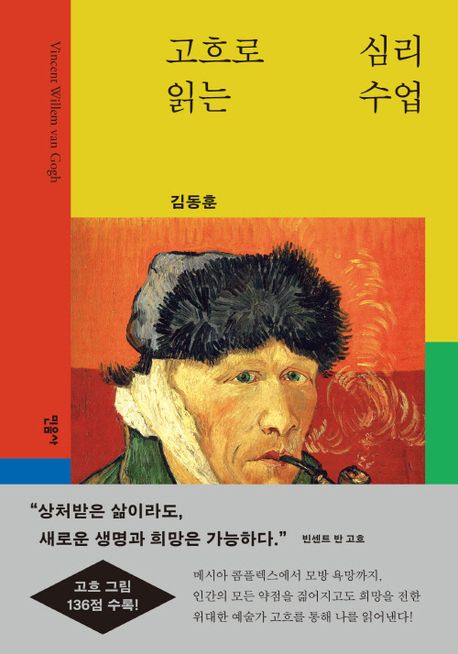 고흐로 심리
읽는 수업
Vincent Willem van Gogh
김동훈
민음사
“상처받은 삶이라도,
새로운 생명과 희망은 가능하다.” 빈센트 반 고흐
고흐 그림
136점 수록!
메시아 콤플렉스에서 모방 욕망까지,
인간의 모든 약점을 짊어지고도 희망을 전한
위대한 예술가 고흐를 통해 나를 읽어낸다!